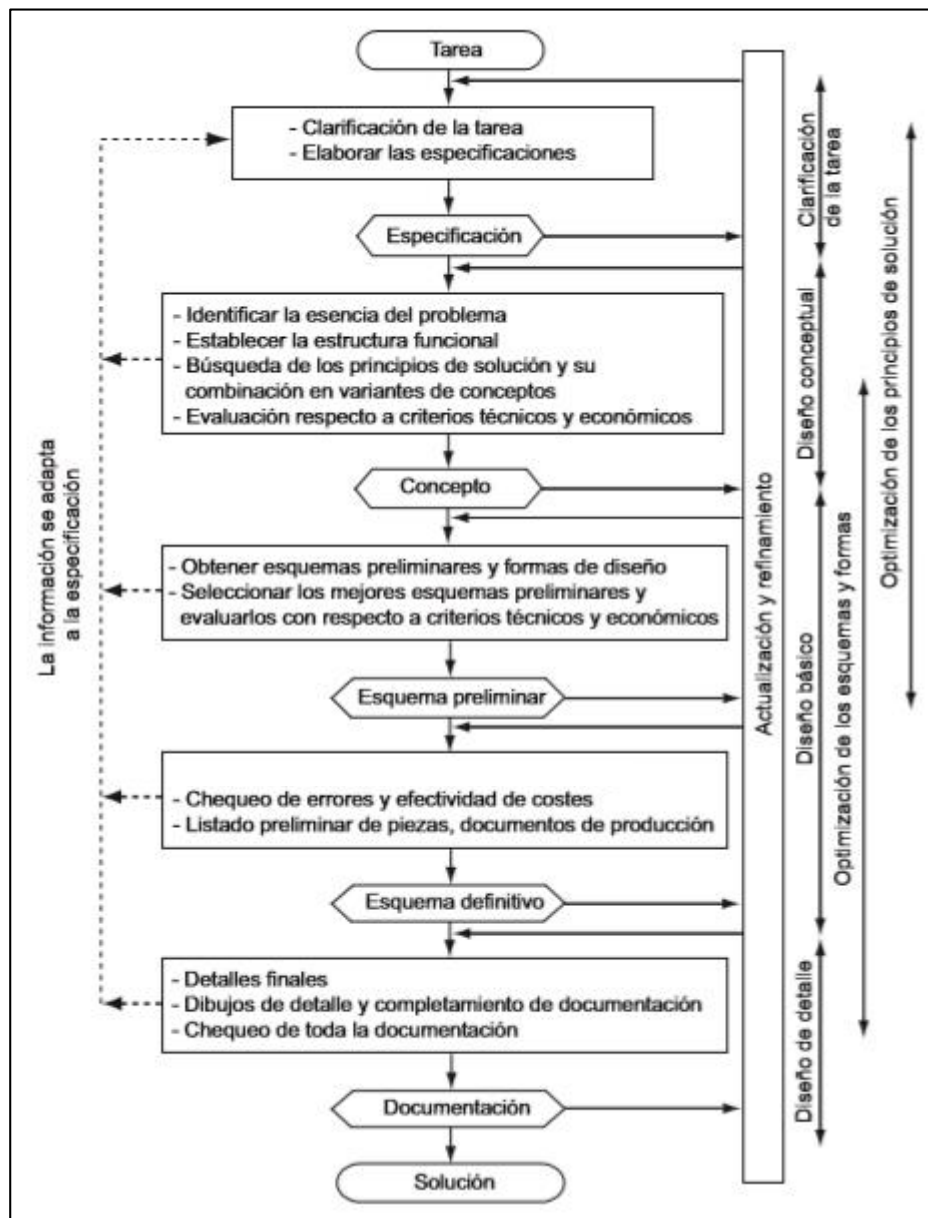 Tarea
- Clarificación de la tarea
- Elaborar las especificaciones
Especificación
- Identificar la esencia del problema
- Establecer la estructura funcional
- Búsqueda de los principios de solución y su
combinación en variantes de conceptos
- Evaluación respecto a criterios técnicos y económicos
Concepto
- Obtener esquemas preliminares y formas de diseño
- Seleccionar los mejores esquemas preliminares y
evaluarlos con respecto a criterios técnicos y económicos
Esquema preliminar
- Chequeo de errores y efectividad de costes
- Listado preliminar de piezas, documentos de producción
Esquema definitivo
- Detalles finales
- Dibujos de detalle y completamiento de documentación
- Chequeo de toda la documentación
Documentación
Solución
La información se adapta
a la especificación
Actualización y refinamiento
Clarificación
de la tarea
Diseño conceptual
Diseño básico
Diseño de detalle
Optimización de los esquemas y formas
Optimización de los principios de solución